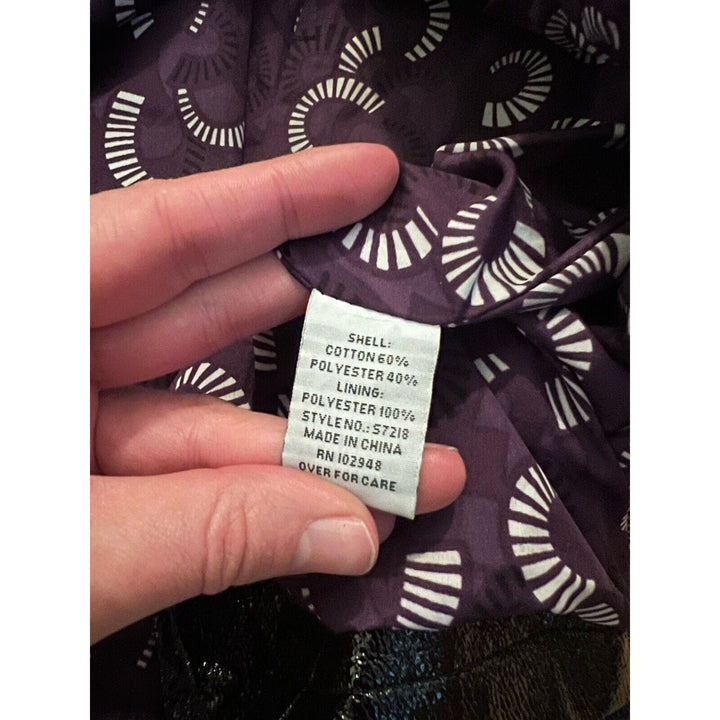 SHELL:
COTTON 60%
POLYESTER 40%
LINING:
POLYESTER 100%
STYLE NO.: S7218
MADE IN CHINA
RN 102948
OVER FOR CARE